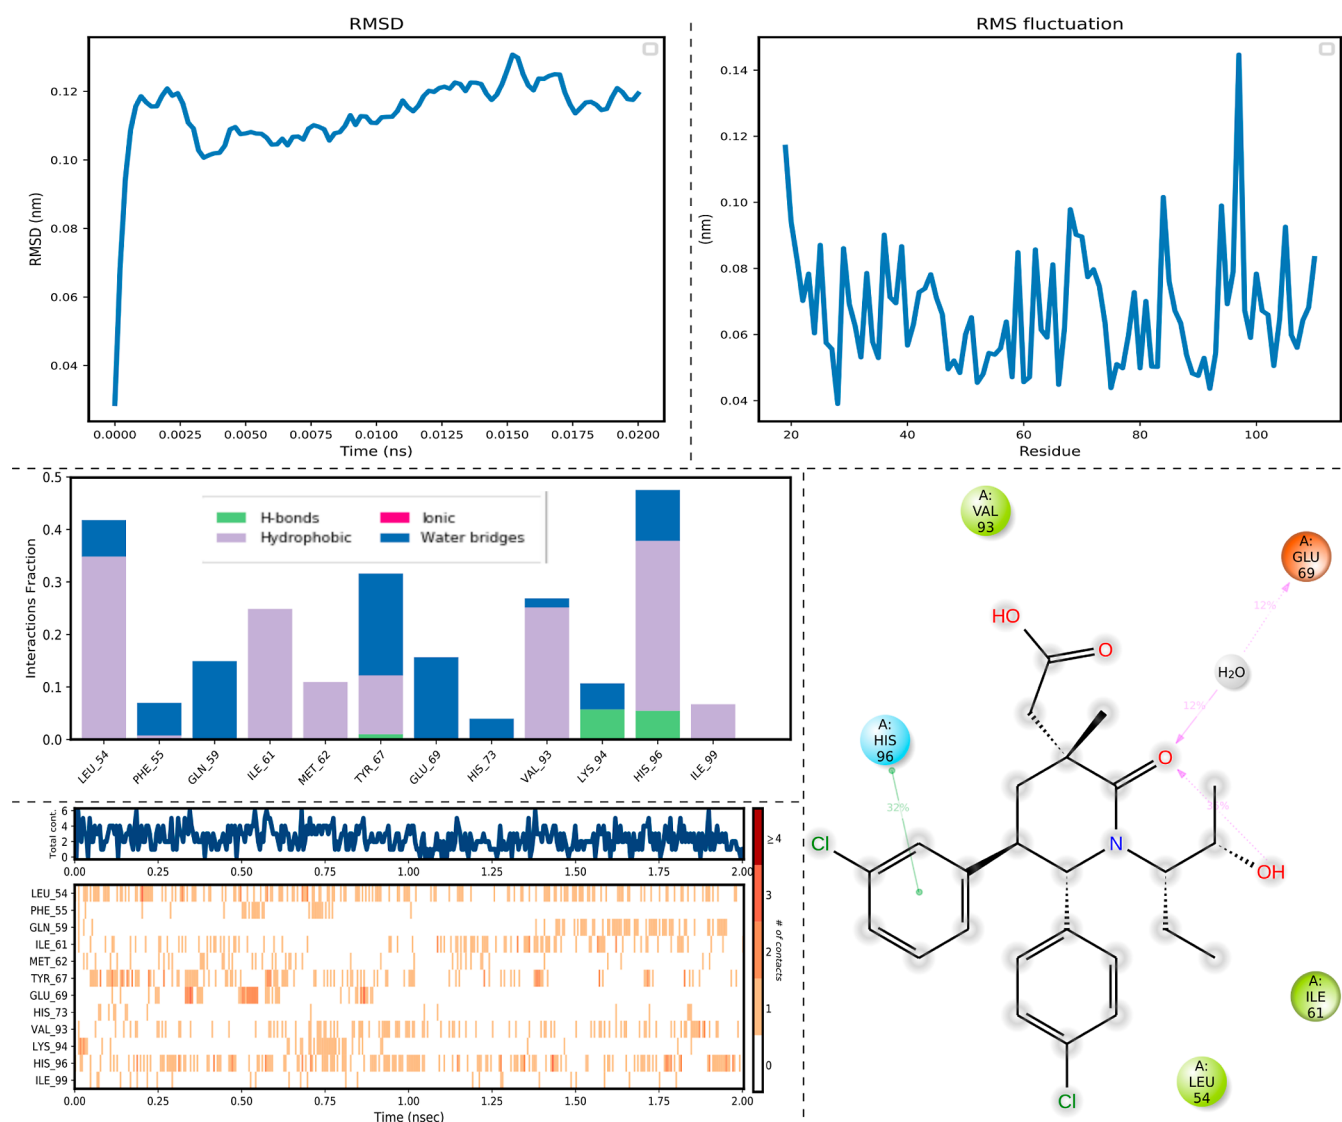 RMSD
RMSD (nm)
0.12
0.10
0.08
0.06
0.04
0.0000 0.0025 0.0050 0.0075 0.0100 0.0125 0.0150 0.0175 0.0200
Time (ns)
RMS fluctuation
(nm)
0.14
0.12
0.10
0.08
0.06
0.04
20 40 60 80 100
Residue
Interactions Fraction
0.5
0.4
0.3
0.2
0.1
0.0
H-bonds
Ionic
Hydrophobic
Water bridges
LEU_54 PHE_55 GLN_59 ILE_61 MET_62 TYR_67 GLU_69 HIS_73 VAL_93 LYS_94 HIS_96 ILE_99
Total cont.
6
4
2
0
0.00 0.25 0.50 0.75 1.00 1.25 1.50 1.75 2.00
LEU_54
PHE_55
GLN_59
ILE_61
MET_62
TYR_67
GLU_69
HIS_73
VAL_93
LYS_94
HIS_96
ILE_99
0.00 0.25 0.50 0.75 1.00 1.25 1.50 1.75 2.00
Time (nsec)
≥4
3
2
1
0
# of contacts
A:
VAL
93
A:
GLU
69
12%
HO
O
H₂O
12%
A:
HIS
96
O
32%
Cl
N
OH
A:
ILE
61
A:
LEU
54
Cl